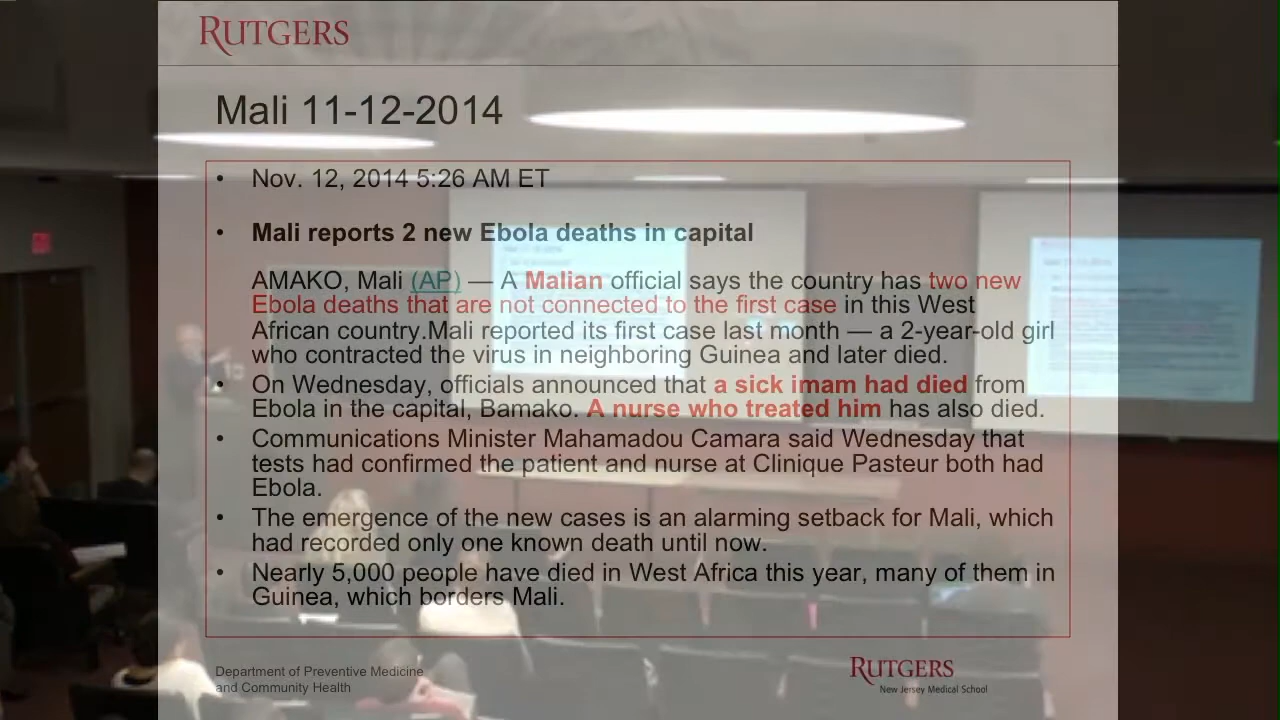 RUTGERS
Mali 11-12-2014
• Nov. 12, 2014 5:26 AM ET
• Mali reports 2 new Ebola deaths in capital
AMAKO, Mali (AP) — A Malian official says the country has two new
Ebola deaths that are not connected to the first case in this West
African country.Mali reported its first case last month — a 2-year-old girl
who contracted the virus in neighboring Guinea and later died.
• On Wednesday, officials announced that a sick imam had died from
Ebola in the capital, Bamako. A nurse who treated him has also died.
• Communications Minister Mahamadou Camara said Wednesday that
tests had confirmed the patient and nurse at Clinique Pasteur both had
Ebola.
• The emergence of the new cases is an alarming setback for Mali, which
had recorded only one known death until now.
• Nearly 5,000 people have died in West Africa this year, many of them in
Guinea, which borders Mali.
Department of Preventive Medicine
and Community Health
RUTGERS
New Jersey Medical School